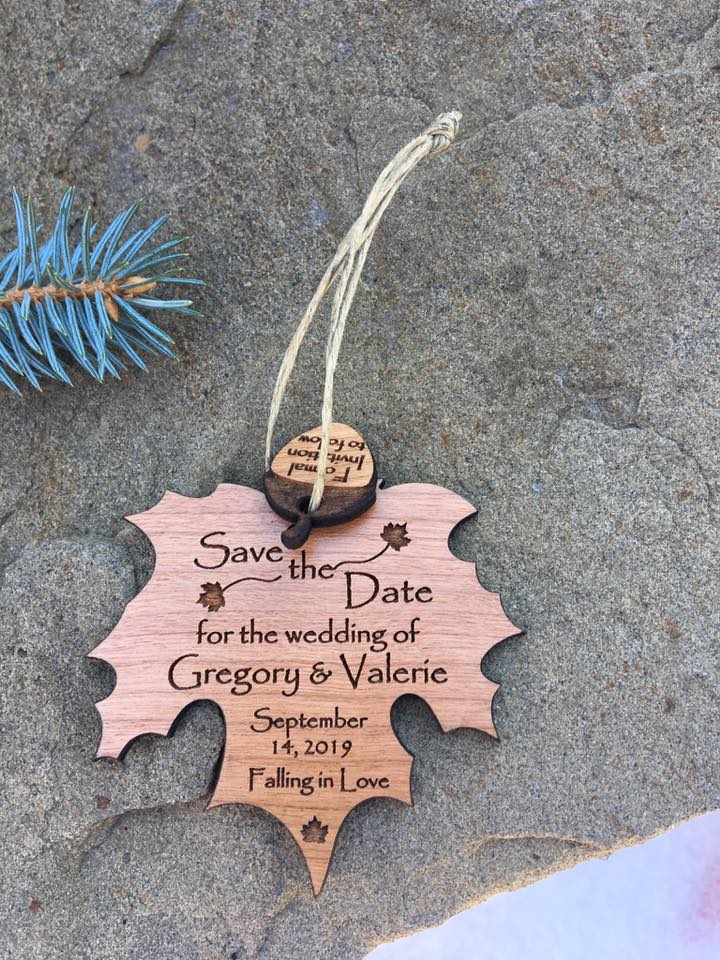 Formal
Invitation
to follow
Save
the
Date
for the wedding of
Gregory & Valerie
September
14, 2019
Falling in Love